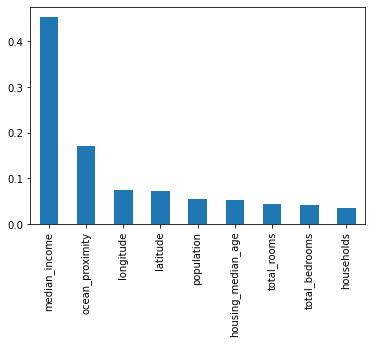 0.4
0.3
0.2
0.1
0.0
median_income
ocean_proximity
longitude
latitude
population
housing_median_age
total_rooms
total_bedrooms
households